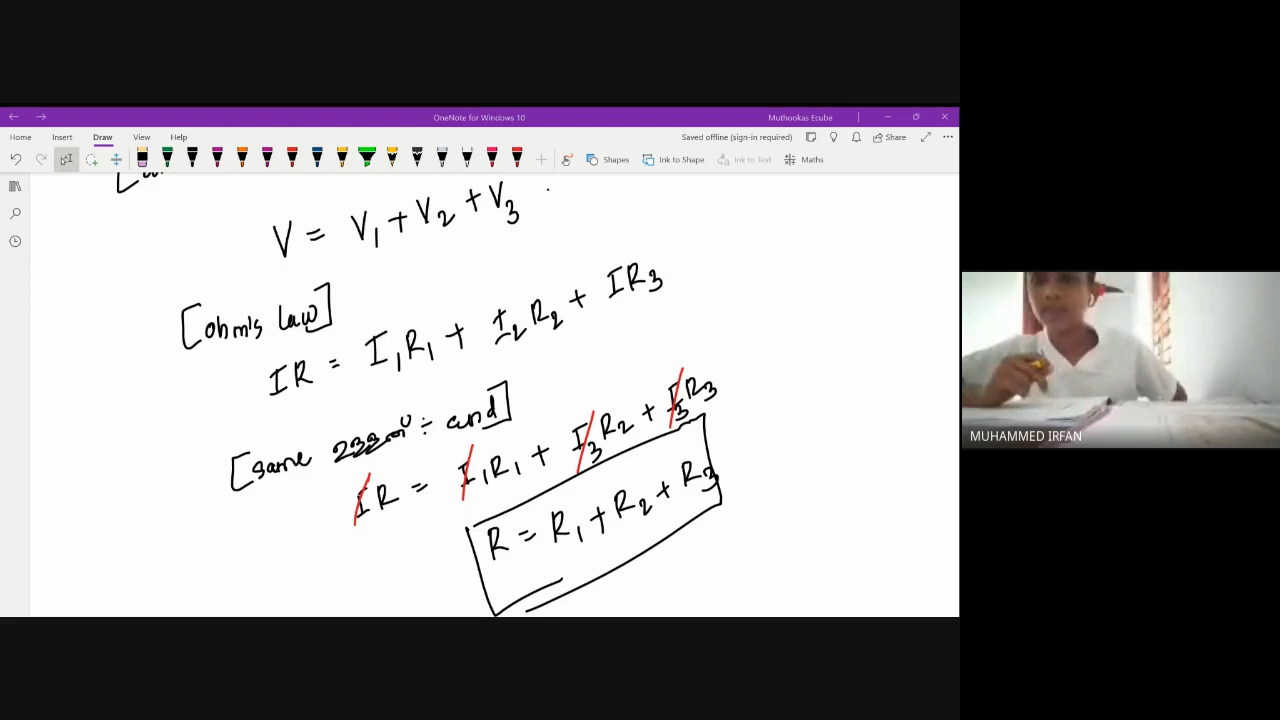 OneNote for Windows 10
Muthookas Ecube
Home Insert Draw View Help
Saved offline (sign-in required)
Share
Shapes
Ink to Shape
Ink to Text
Maths
V = V₁ + V₂ + V₃
[ohm's law]
IR = I₁R₁ + I₂R₂ + IR₃
[same ÷ and]
IR = I₁R₁ + I₃R₂ + I₃R₃
R = R₁ + R₂ + R₃
MUHAMMED IRFAN